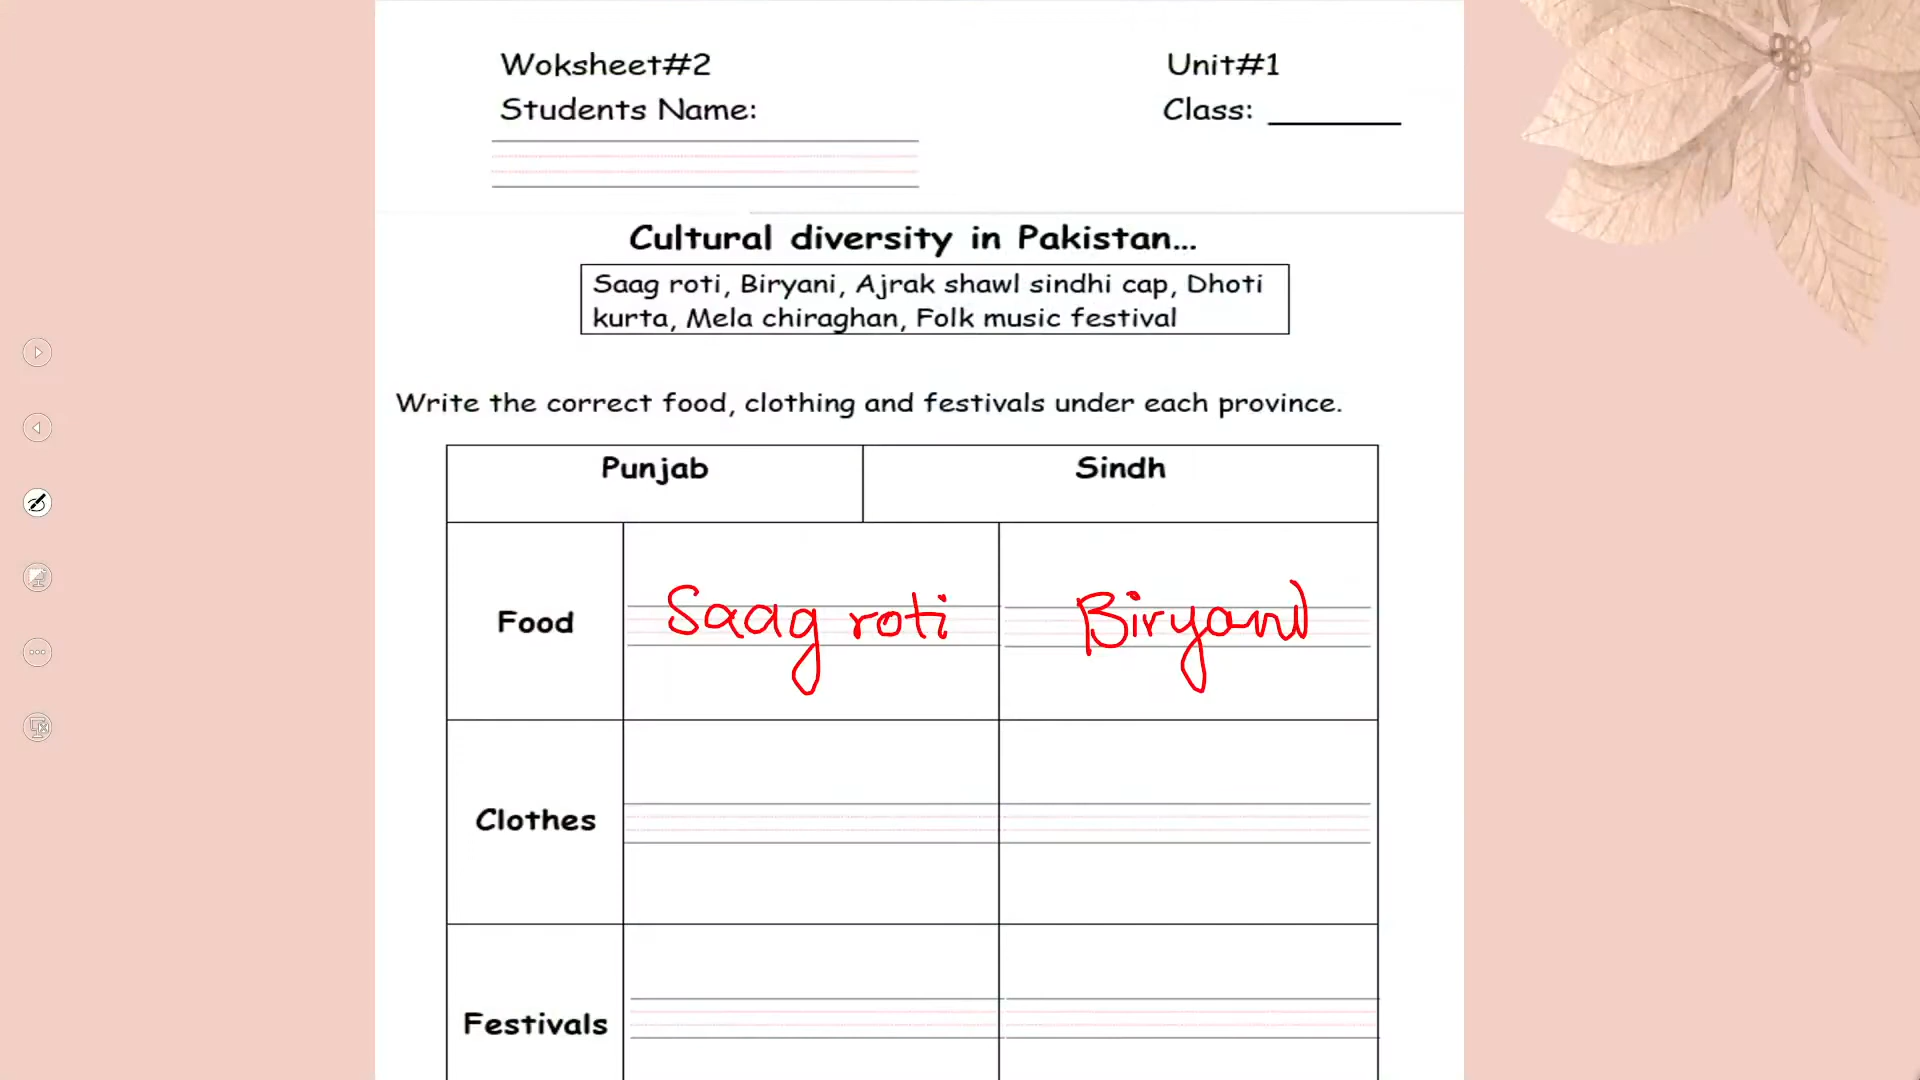 Woksheet#2 Unit#1
Students Name: Class:
Cultural diversity in Pakistan...
Saag roti, Biryani, Ajrak shawl sindhi cap, Dhoti
kurta, Mela chiraghan, Folk music festival
Write the correct food, clothing and festivals under each province.
Punjab Sindh
Food Saag roti Biryani
Clothes
Festivals